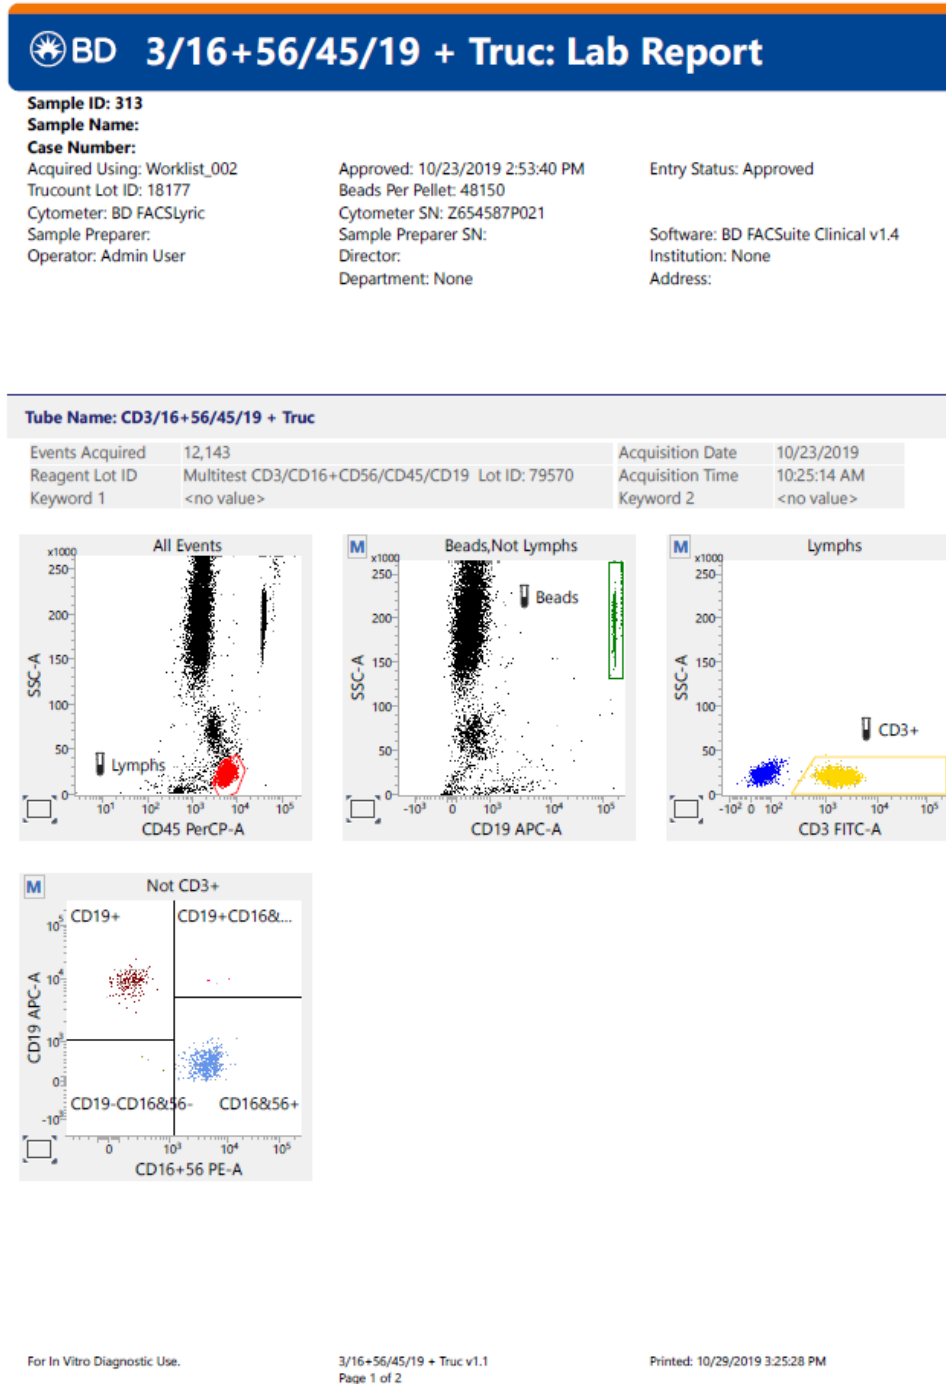 BD 3/16+56/45/19 + Truc: Lab Report
Sample ID: 313
Sample Name:
Case Number:
Acquired Using: Worklist_002 Approved: 10/23/2019 2:53:40 PM Entry Status: Approved
Trucount Lot ID: 18177 Beads Per Pellet: 48150
Cytometer: BD FACSLyric Cytometer SN: Z654587P021
Sample Preparer: Sample Preparer SN: Software: BD FACSuite Clinical v1.4
Operator: Admin User Director: Institution: None
Department: None Address:
Tube Name: CD3/16+56/45/19 + Truc
Events Acquired 12,143 Acquisition Date 10/23/2019
Reagent Lot ID Multitest CD3/CD16+CD56/CD45/CD19 Lot ID: 79570 Acquisition Time 10:25:14 AM
Keyword 1 <no value> Keyword 2 <no value>
All Events
x1000
250
200
150
100
50
0
SSC-A
Lymphs
10¹ 10² 10³ 10⁴ 10⁵
CD45 PerCP-A
M
Beads,Not Lymphs
x1000
250
200
150
100
50
0
SSC-A
Beads
-10³ 0 10³ 10⁴ 10⁵
CD19 APC-A
M
Lymphs
x1000
250
200
150
100
50
0
SSC-A
CD3+
-10² 0 10² 10³ 10⁴ 10⁵
CD3 FITC-A
M
Not CD3+
CD19+ CD19+CD16&...
10⁵
10⁴
10³
0
-10³
CD19 APC-A
CD19-CD16&56- CD16&56+
0 10³ 10⁴ 10⁵
CD16+56 PE-A
For In Vitro Diagnostic Use. 3/16+56/45/19 + Truc v1.1 Printed: 10/29/2019 3:25:28 PM
Page 1 of 2